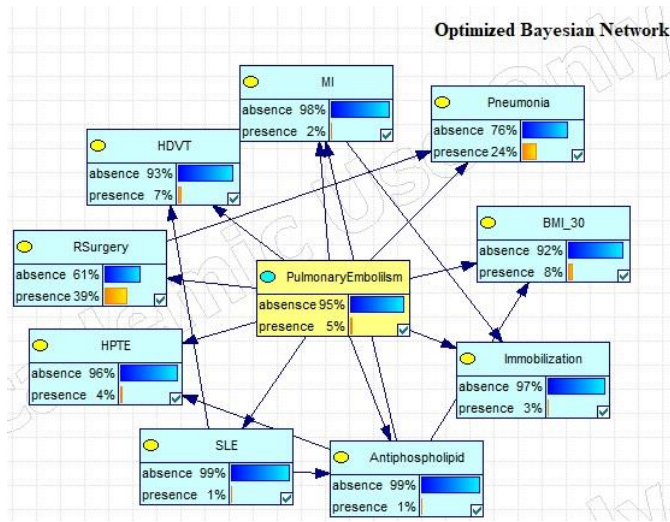 Optimized Bayesian Network
MI
absence 98%
presence 2%
Pneumonia
absence 76%
presence 24%
HDVT
absence 93%
presence 7%
BMI_30
absence 92%
presence 8%
RSurgery
absence 61%
presence 39%
PulmonaryEmbolilsm
absensce 95%
presence 5%
HPTE
absence 96%
presence 4%
Immobilization
absence 97%
presence 3%
SLE
absence 99%
presence 1%
Antiphospholipid
absence 99%
presence 1%